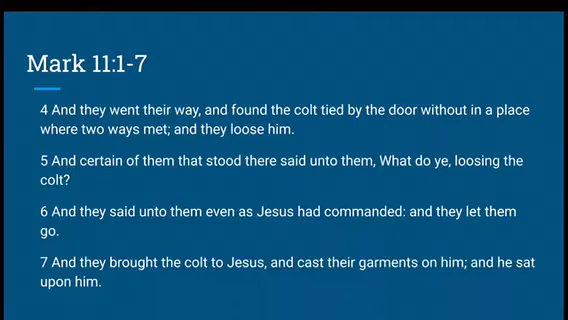 Mark 11:1-7
4 And they went their way, and found the colt tied by the door without in a place
where two ways met; and they loose him.
5 And certain of them that stood there said unto them, What do ye, loosing the
colt?
6 And they said unto them even as Jesus had commanded: and they let them
go.
7 And they brought the colt to Jesus, and cast their garments on him; and he sat
upon him.